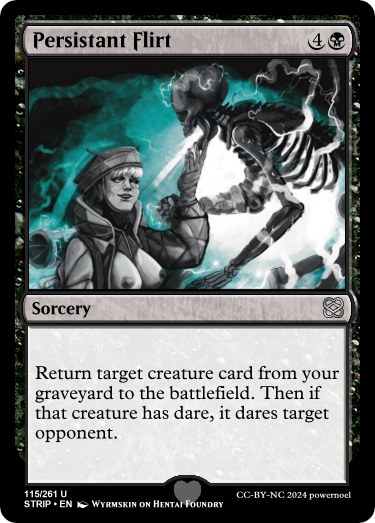 Persistant Flirt 4
Sorcery
Return target creature card from your
graveyard to the battlefield. Then if
that creature has dare, it dares target
opponent.
115/261 U
STRIP • EN Wyrmskin on Hentai Foundry
CC-BY-NC 2024 powernoel